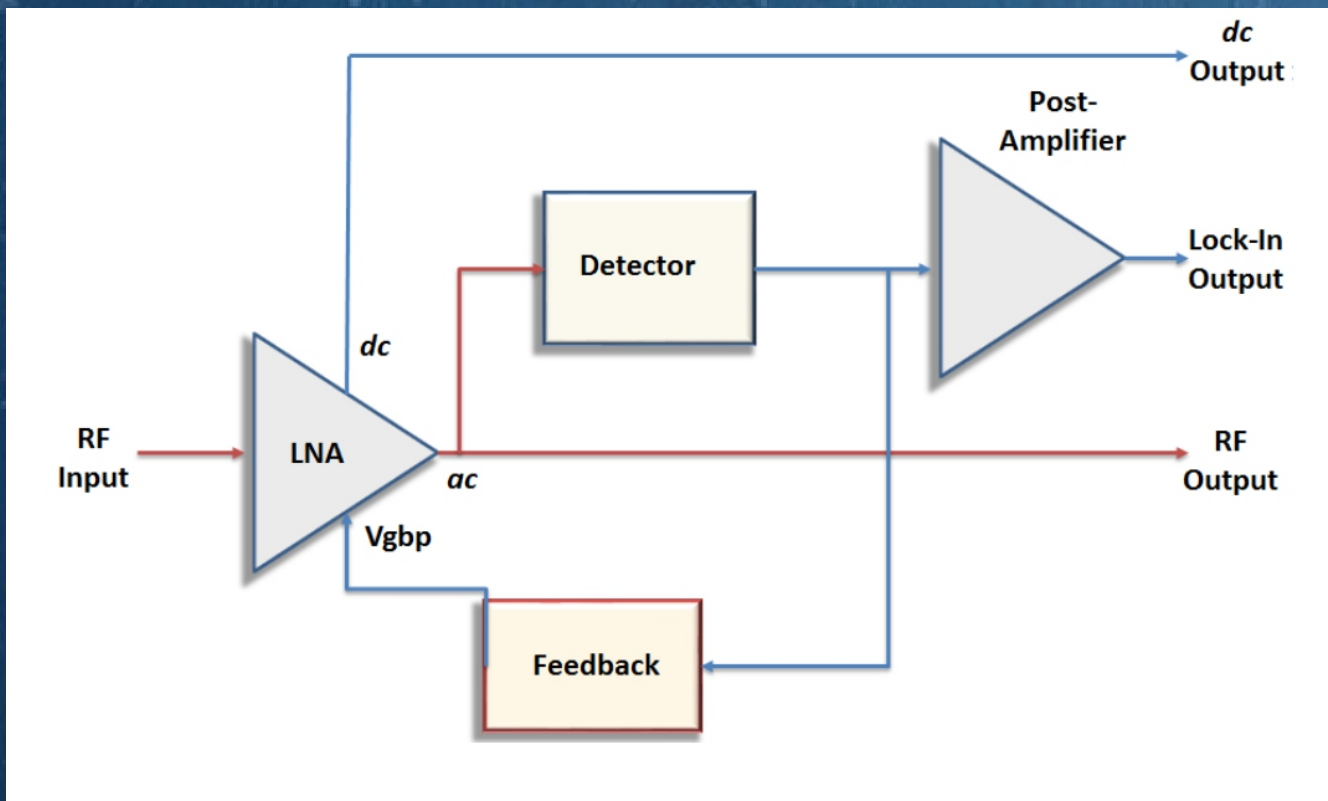 dc
Output
Post-
Amplifier
Detector
Lock-In
Output
dc
RF
Input
LNA
ac
RF
Output
Vgbp
Feedback